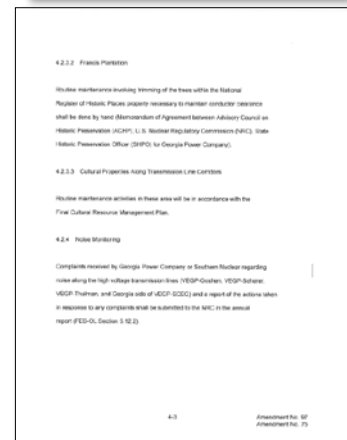 4.2.3.2 Francis Plantation
Routine maintenance involving trimming of the trees within the National
Register of Historic Places property necessary to maintain conductor clearance
shall be done by hand (Memorandum of Agreement between Advisory Council on
Historic Preservation (ACHP), U.S. Nuclear Regulatory Commission (NRC), State
Historic Preservation Officer (SHPO) for Georgia Power Company).
4.2.3.3 Cultural Properties Along Transmission Line Corridors
Routine maintenance activities in these area will be in accordance with the
Final Cultural Resource Management Plan.
4.2.4 Noise Monitoring
Complaints received by Georgia Power Company or Southern Nuclear regarding
noise along the high voltage transmission lines (VEGP-Goshen, VEGP-Scherer,
VEGP-Thalman, and Georgia side of VEGP-SCEG) and a report of the actions taken
in response to any complaints shall be submitted to the NRC in the annual
report (FES-OL Section 5.12.2).
4-3
Amendment No. 97
Amendment No. 75